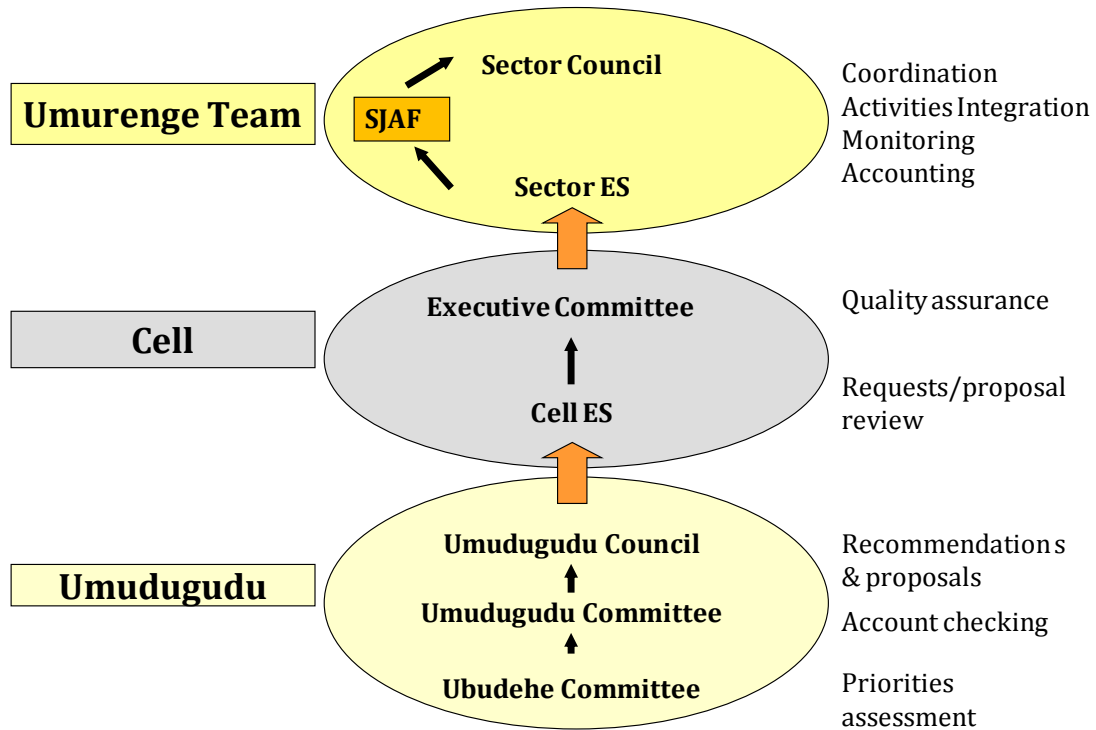 Umurenge Team
Sector Council
SJAF
Sector ES
Coordination
Activities Integration
Monitoring
Accounting
Cell
Executive Committee
Cell ES
Quality assurance
Requests/proposal
review
Umudugudu
Umudugudu Council
Umudugudu Committee
Ubudehe Committee
Recommendation s
& proposals
Account checking
Priorities
assessment